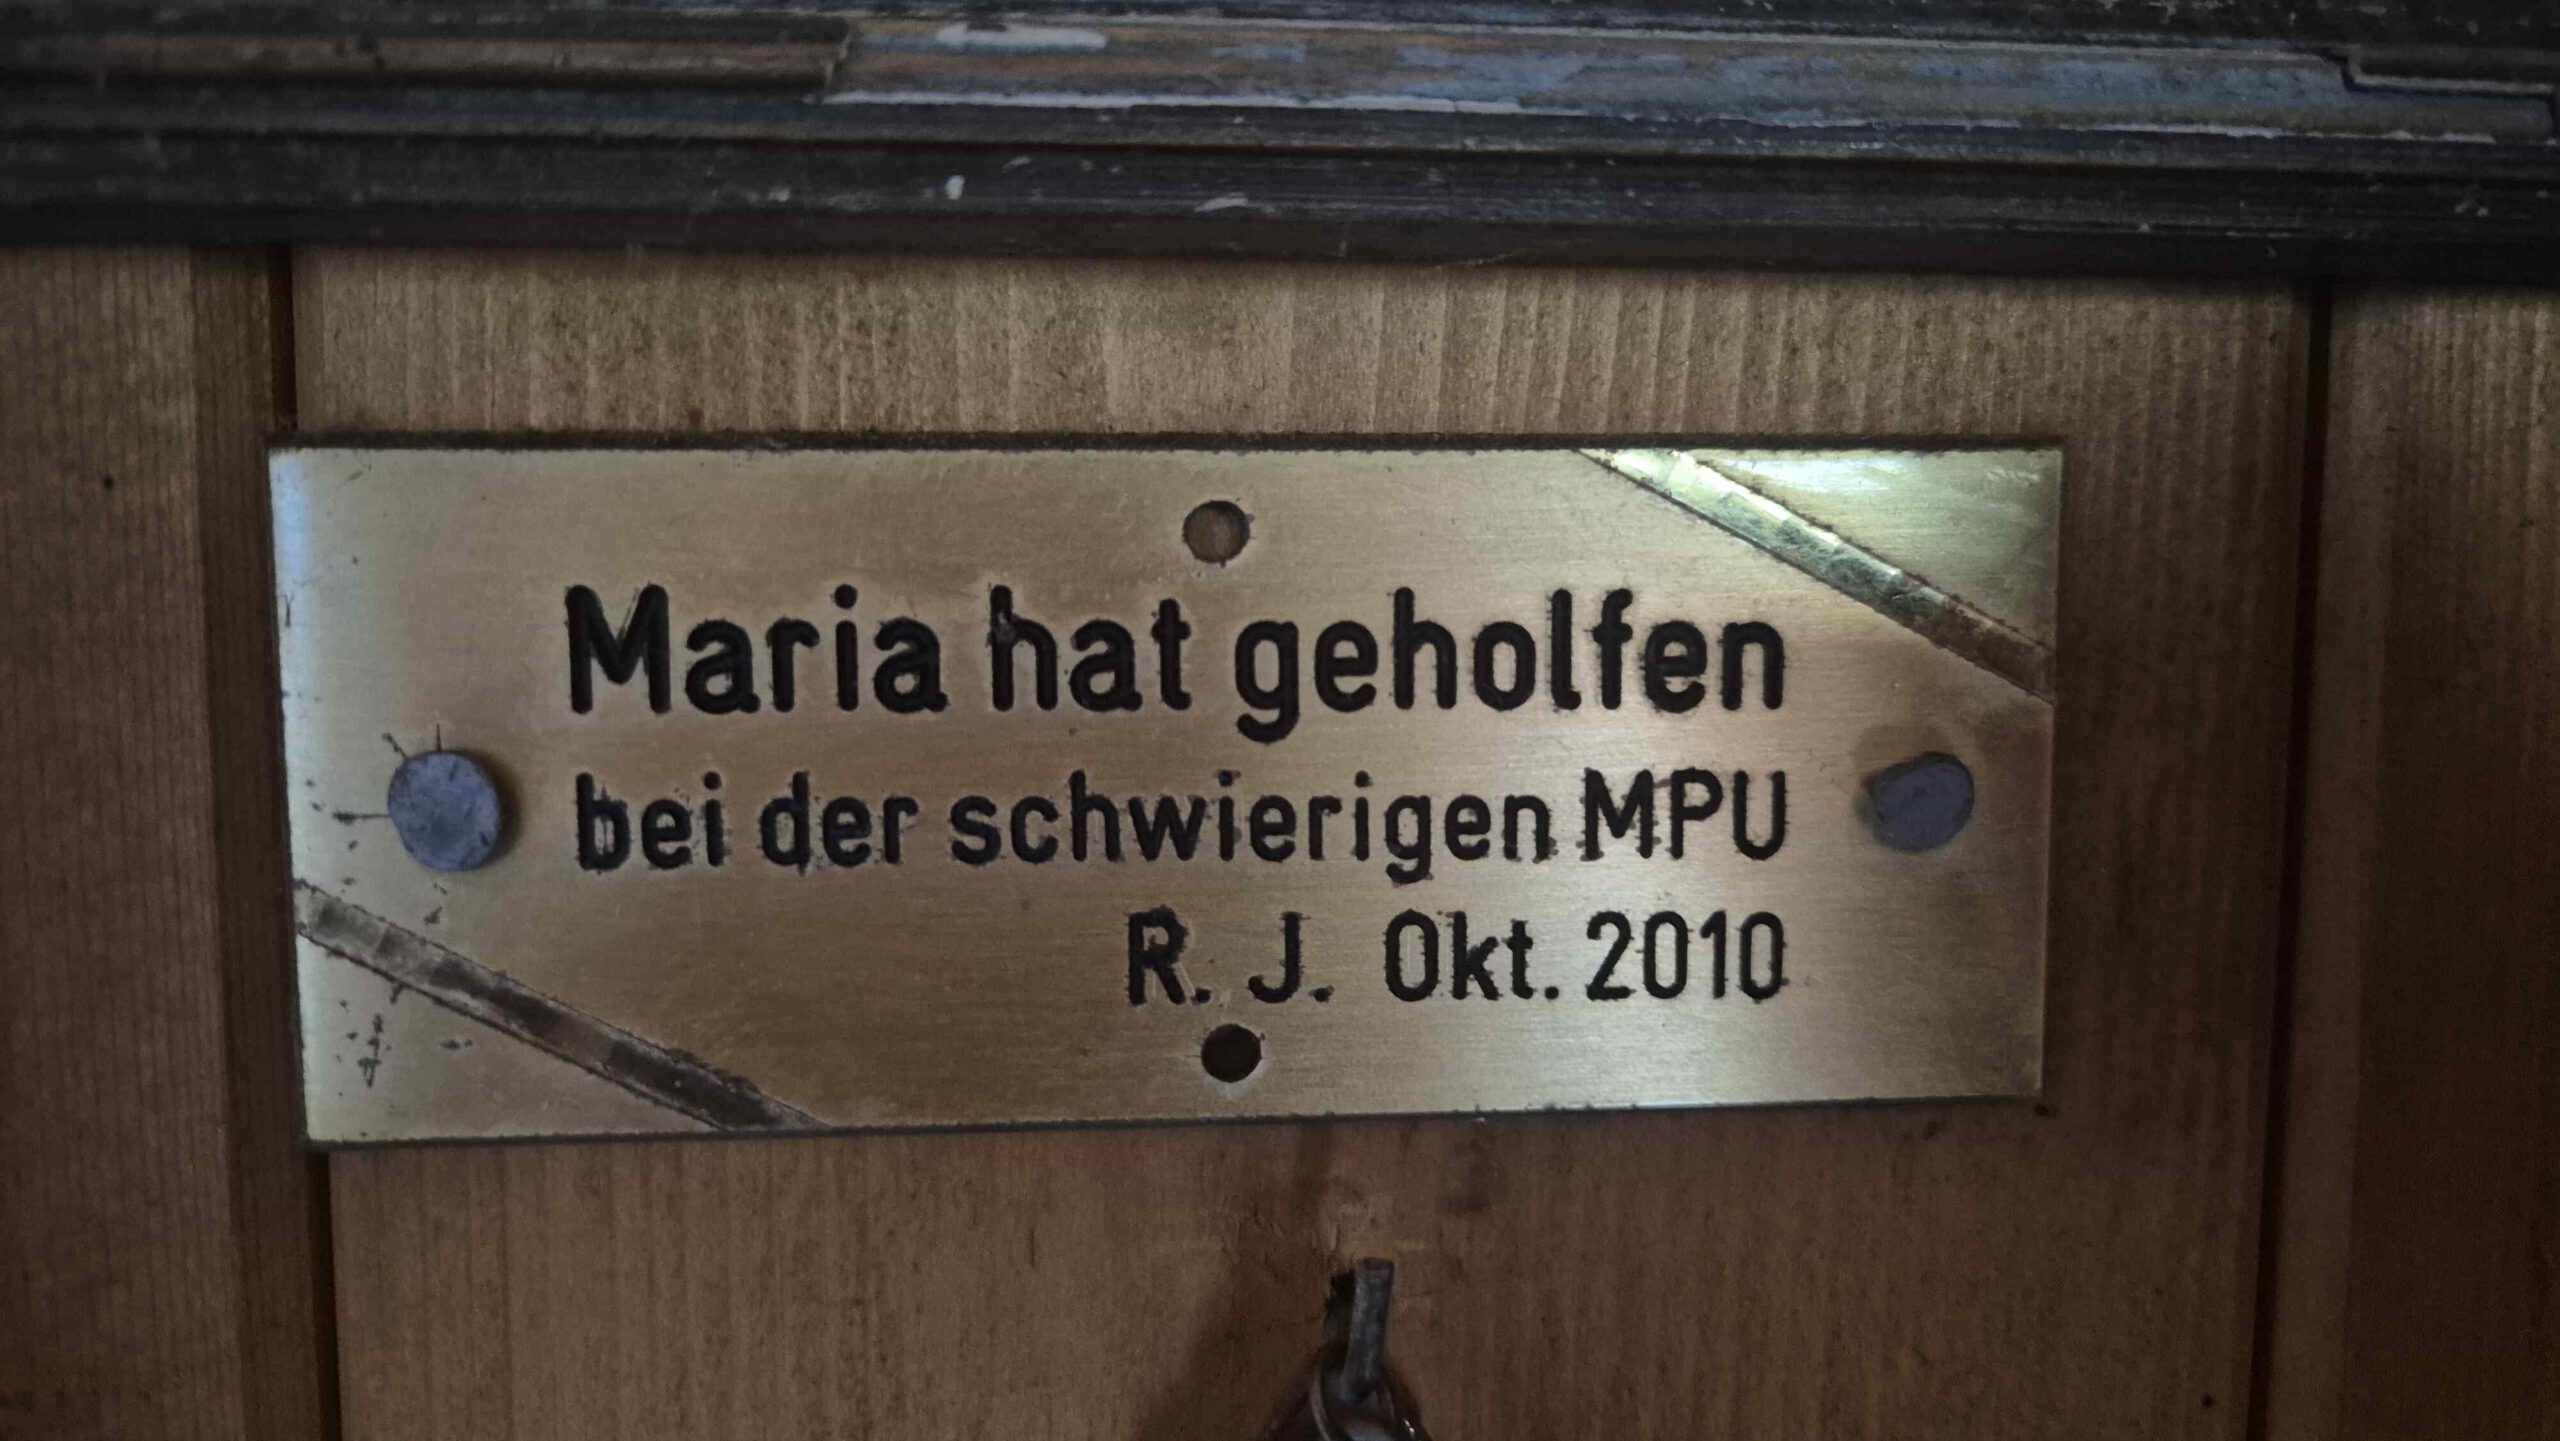 Maria hat geholfen
bei der schwierigen MPU
R. J. Okt. 2010